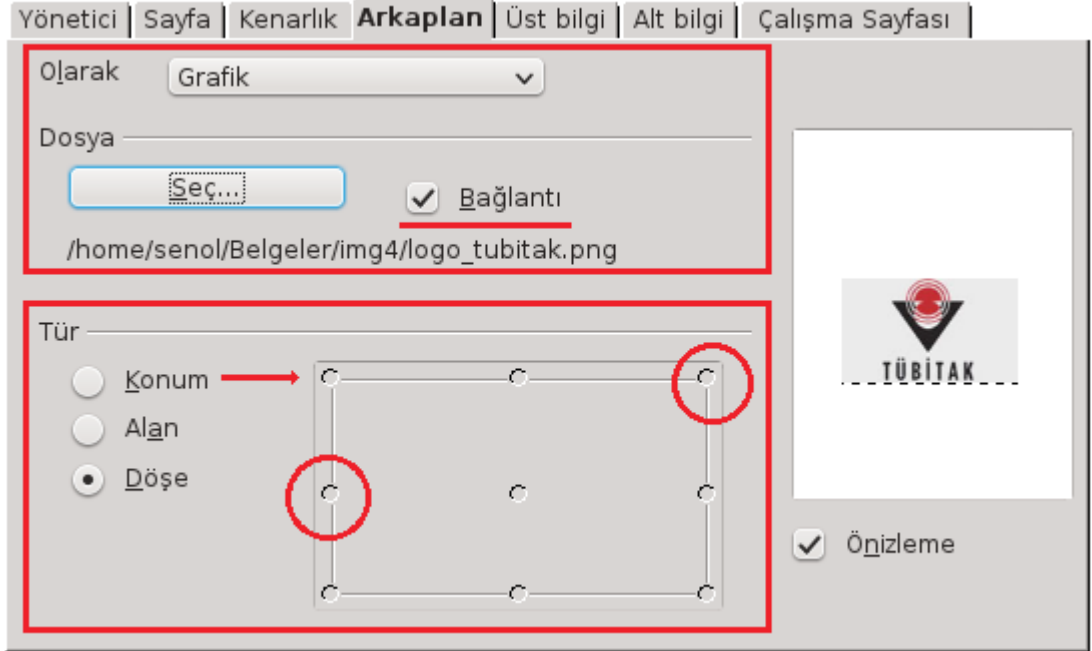 Yönetici Sayfa Kenarlık Arkaplan Üst bilgi Alt bilgi Çalışma Sayfası
Olarak Grafik
Dosya
Seç... Bağlantı
/home/senol/Belgeler/img4/logo_tubitak.png
TÜBİTAK
Tür
Konum
Alan
Döşe
Önizleme